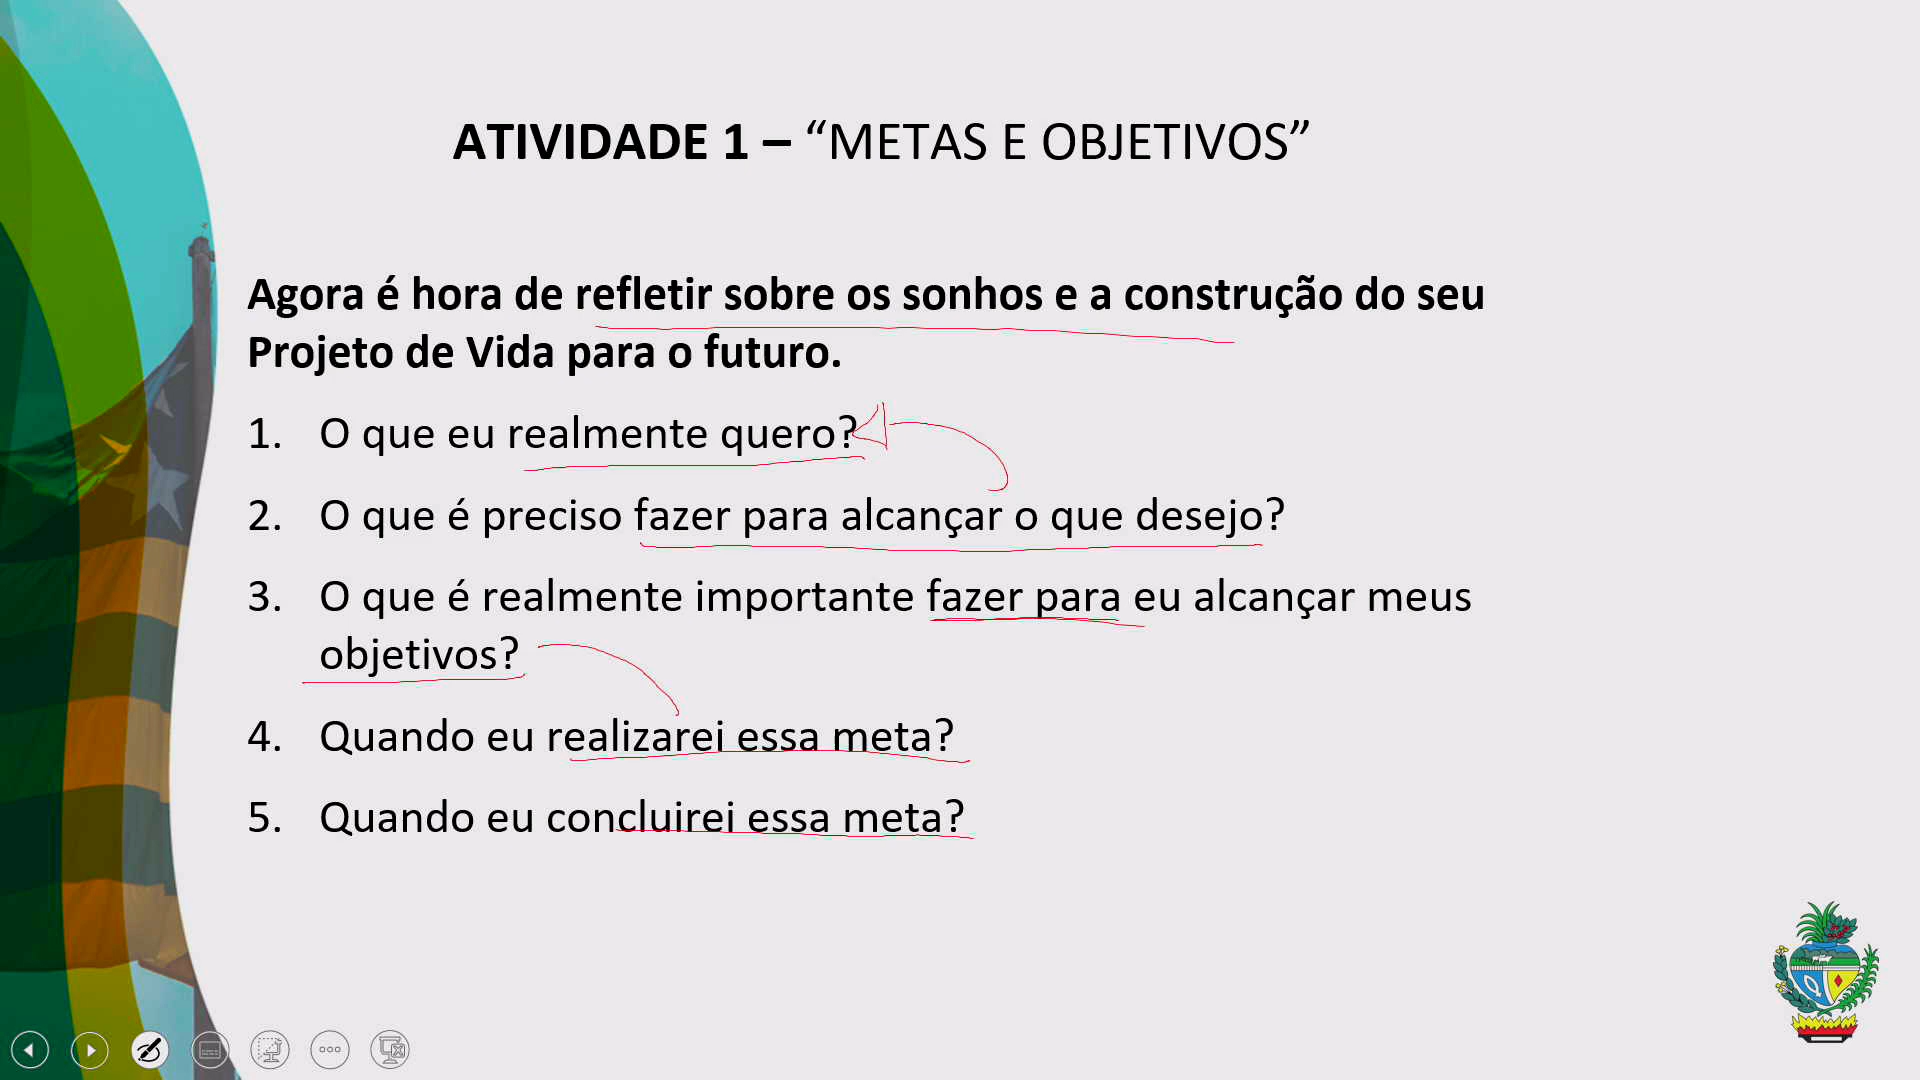 ATIVIDADE 1 – “METAS E OBJETIVOS”
Agora é hora de refletir sobre os sonhos e a construção do seu
Projeto de Vida para o futuro.
1. O que eu realmente quero?
2. O que é preciso fazer para alcançar o que desejo?
3. O que é realmente importante fazer para eu alcançar meus
objetivos?
4. Quando eu realizarei essa meta?
5. Quando eu concluirei essa meta?